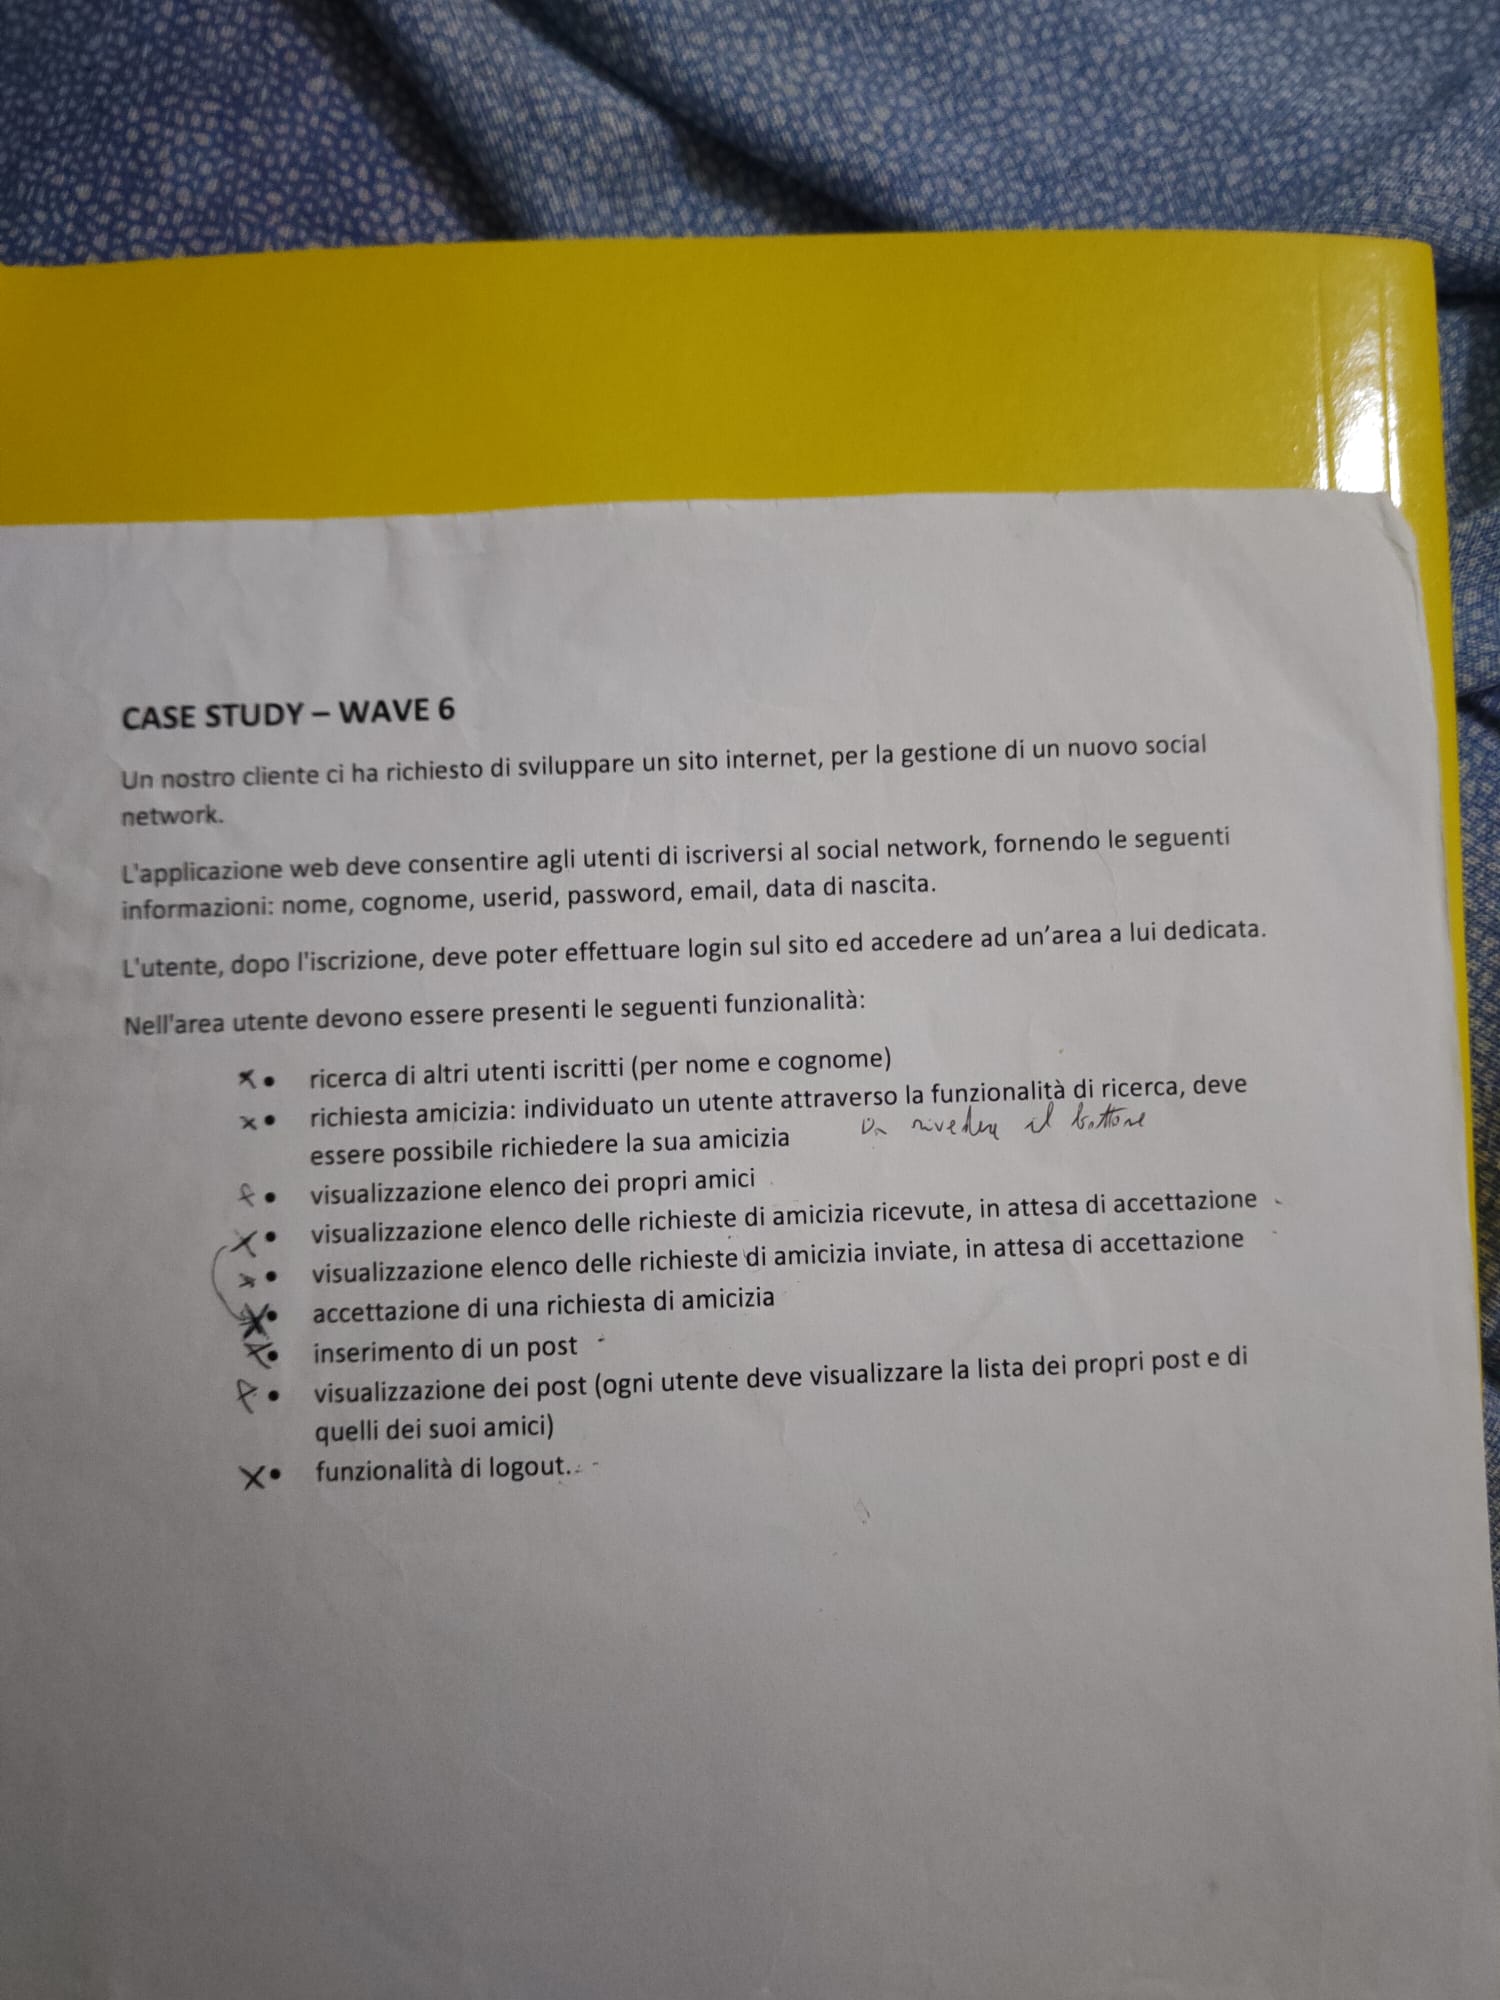 CASE STUDY – WAVE 6
Un nostro cliente ci ha richiesto di sviluppare un sito internet, per la gestione di un nuovo social
network.
L'applicazione web deve consentire agli utenti di iscriversi al social network, fornendo le seguenti
informazioni: nome, cognome, userid, password, email, data di nascita.
L'utente, dopo l'iscrizione, deve poter effettuare login sul sito ed accedere ad un’area a lui dedicata.
Nell'area utente devono essere presenti le seguenti funzionalità:
• ricerca di altri utenti iscritti (per nome e cognome)
• richiesta amicizia: individuato un utente attraverso la funzionalità di ricerca, deve
essere possibile richiedere la sua amicizia Da rivedere il bottone
• visualizzazione elenco dei propri amici
• visualizzazione elenco delle richieste di amicizia ricevute, in attesa di accettazione
• visualizzazione elenco delle richieste di amicizia inviate, in attesa di accettazione
• accettazione di una richiesta di amicizia
• inserimento di un post
• visualizzazione dei post (ogni utente deve visualizzare la lista dei propri post e di
quelli dei suoi amici)
• funzionalità di logout.